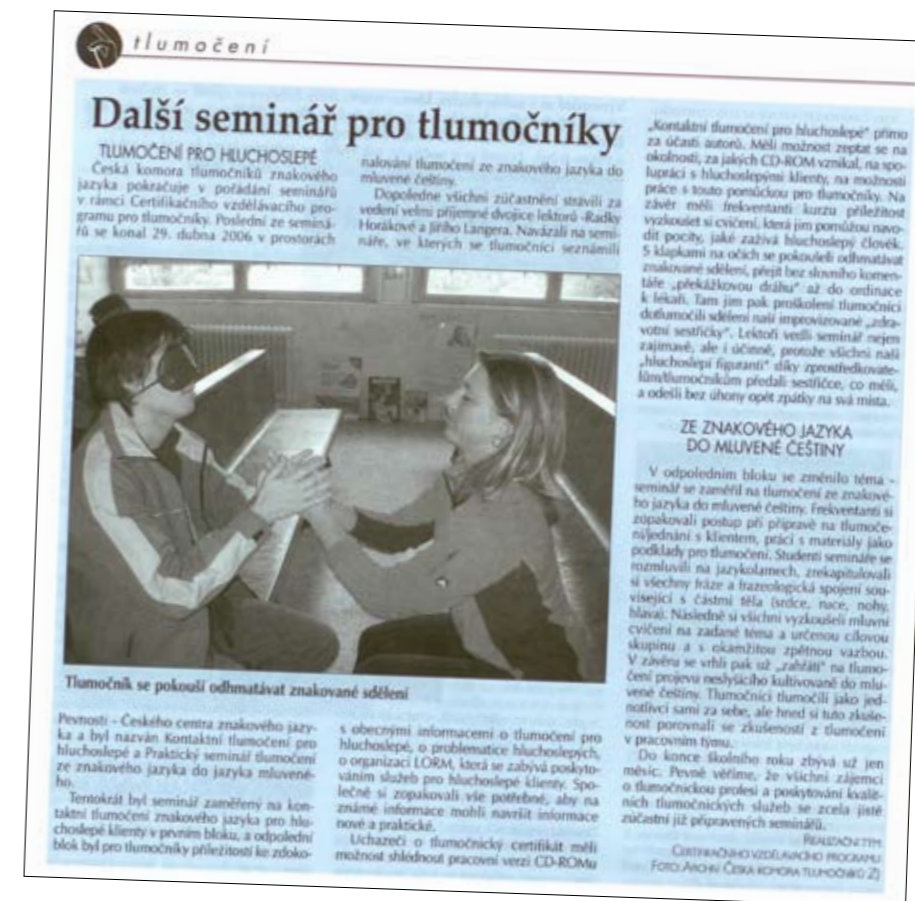 tlumočení
Další seminář pro tlumočníky
TLUMOČENÍ PRO HLUCHOSLEPÉ
Česká komora tlumočníků znakového
jazyka pokračuje v pořádání seminářů
v rámci Certifikačního vzdělávacího pro-
gramu pro tlumočníky. Poslední ze seminá-
řů se konal 29. dubna 2006 v prostorách
Pevnosti - Českého centra znakového jazy-
ka a byl nazván Kontaktní tlumočení pro
hluchoslepé a Praktický seminář tlumočení
ze znakového jazyka do jazyka mluvené-
ho.
Tentokrát byl seminář zaměřený na kon-
taktní tlumočení znakového jazyka pro hlu-
choslepé klienty v prvním bloku, a odpolední
blok byl pro tlumočníky příležitostí ke zdoko-
nalování tlumočení ze znakového jazyka do
mluvené češtiny.
Dopoledne všichni zúčastnění strávili za
vedení velmi příjemné dvojice lektorů -Radky
Horákové a Jiřího Langera. Navázali na semi-
náře, ve kterých se tlumočníci seznámili
s obecnými informacemi o tlumočení pro
hluchoslepé, o problematice hluchoslepých,
o organizaci LORM, která se zabývá poskyto-
váním služeb pro hluchoslepé klienty. Spo-
lečně si zopakovali vše potřebné, aby na
známé informace mohli navršit informace
nové a praktické.
Uchazeči o tlumočnický certifikát měli
možnost shlédnout pracovní verzi CD-ROMu
„Kontaktní tlumočení pro hluchoslepé" přímo
za účasti autorů. Měli možnost zeptat se na
okolnosti, za jakých CD-ROM vznikal, na spo-
lupráci s hluchoslepými klienty, na možnosti
práce s touto pomůckou pro tlumočníky. Na
závěr měli frekventanti kurzu příležitost
vyzkoušet si cvičení, která jim pomůžou navo-
dit pocity, jaké zažívá hluchoslepý člověk.
S klapkami na očích se pokoušeli odhmatávat
znakované sdělení, přejít bez slovního komen-
táře „překážkovou dráhu" až do ordinace
k lékaři. Tam jim pak proškolení tlumočníci
dotlumočili sdělení naší improvizované „zdra-
votní sestřičky". Lektoři vedli seminář nejen
zajímavě, ale i účinně, protože všichni naši
„hluchoslepí figuranti" díky zprostředkovate-
lům/tlumočníkům předali sestřičce, co měli,
a odešli bez úhony opět zpátky na svá místa.
ZE ZNAKOVÉHO JAZYKA
DO MLUVENÉ ČEŠTINY
V odpoledním bloku se změnilo téma -
seminář se zaměřil na tlumočení ze znakové-
ho jazyka do mluvené češtiny. Frekventanti si
zopakovali postup při přípravě na tlumoče-
ní/jednání s klientem, práci s materiály jako
podklady pro tlumočení. Studenti semináře se
rozmluvili na jazykolamech, zrekapitulovali
si všechny fráze a frazeologická spojení sou-
visející s částmi těla (srdce, ruce, nohy,
hlava). Následně si všichni vyzkoušeli mluvní
cvičení na zadané téma a určenou cílovou
skupinu a s okamžitou zpětnou vazbou.
V závěru se vrhli pak už „zahřátí" na tlumo-
čení projevu neslyšícího kultivovaně do mlu-
vené češtiny. Tlumočníci tlumočili jako jed-
notlivci sami za sebe, ale hned si tuto zkuše-
nost porovnali se zkušeností z tlumočení
v pracovním týmu.
Do konce školního roku zbývá už jen
měsíc. Pevně věříme, že všichni zájemci
o tlumočnickou profesi a poskytování kvalit-
ních tlumočnických služeb se zcela jistě
zúčastní již připravených seminářů.
REALIZAČNÍ TÝM
CERTIFIKAČNÍHO VZDĚLÁVACÍHO PROGRAMU
FOTO: ARCHIV ČESKÁ KOMORA TLUMOČNÍKŮ ZJ
Tlumočník se pokouší odhmatávat znakované sdělení